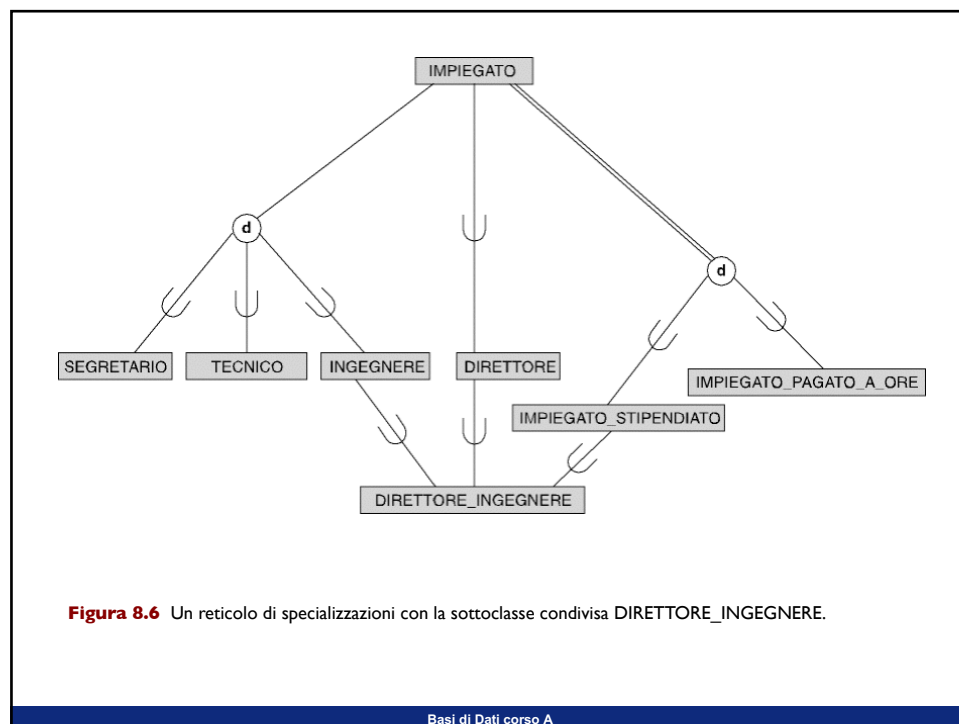 IMPIEGATO
d
d
SEGRETARIO
TECNICO
INGEGNERE
DIRETTORE
IMPIEGATO_PAGATO_A_ORE
IMPIEGATO_STIPENDIATO
DIRETTORE_INGEGNERE
Figura 8.6 Un reticolo di specializzazioni con la sottoclasse condivisa DIRETTORE_INGEGNERE.
Basi di Dati corso A